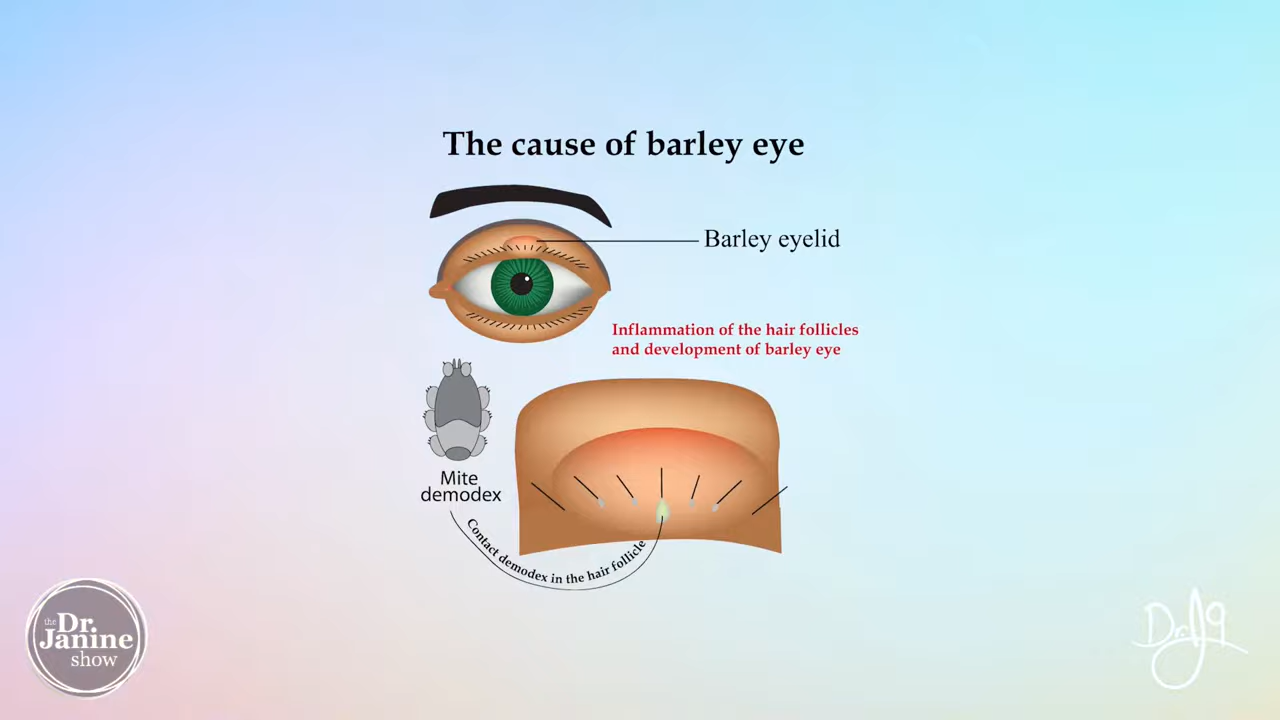 The cause of barley eye
Barley eyelid
Inflammation of the hair follicles
and development of barley eye
Mite
demodex
Contact demodex in the hair follicle
the
Dr.
Janine
show